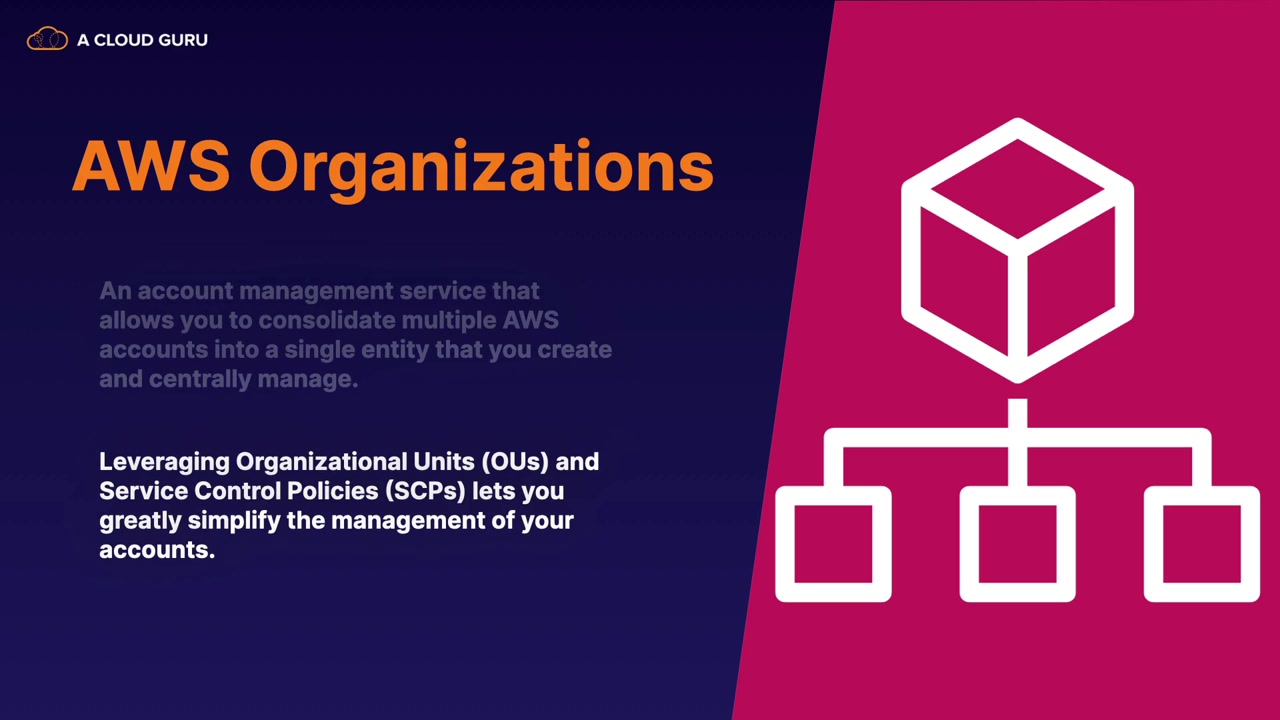 A CLOUD GURU
AWS Organizations
An account management service that
allows you to consolidate multiple AWS
accounts into a single entity that you create
and centrally manage.
Leveraging Organizational Units (OUs) and
Service Control Policies (SCPs) lets you
greatly simplify the management of your
accounts.